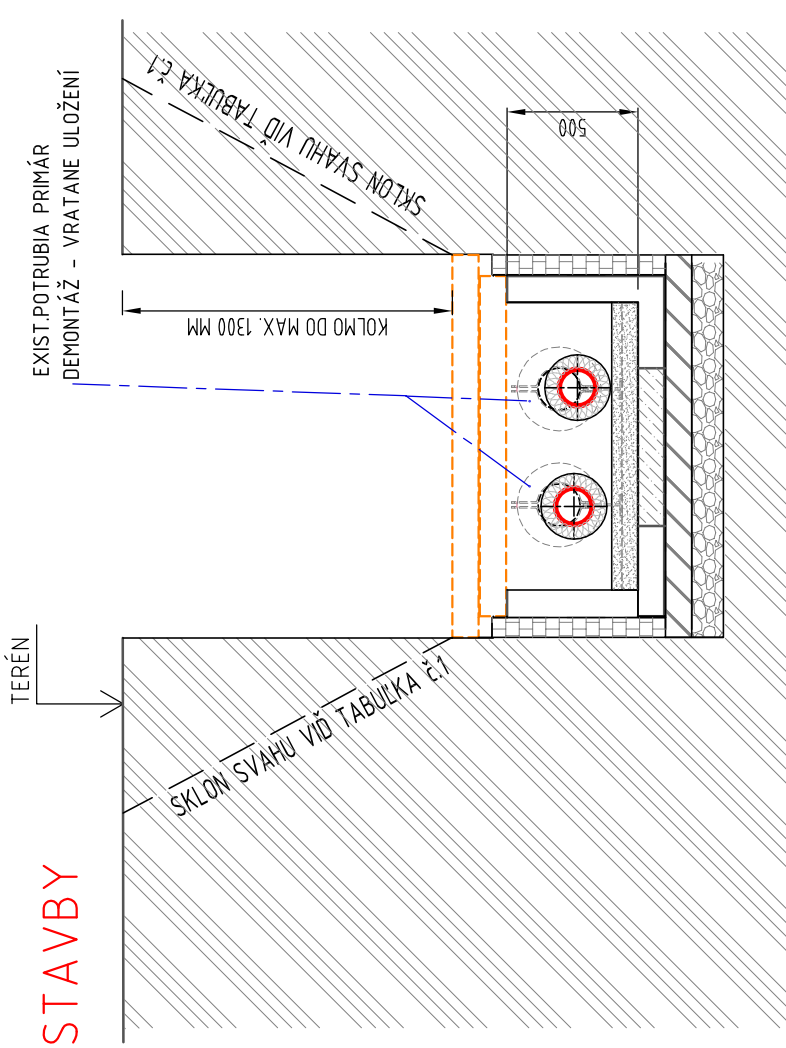 STAVBY
TERÉN
EXIST.POTRUBIA PRIMÁR
DEMONTÁŽ - VRATANE ULOŽENÍ
SKLON SVAHU VIĎ TABUĽKA č.1
SKLON SVAHU VIĎ TABUĽKA č.1
KOLMO DO MAX. 1300 MM
500